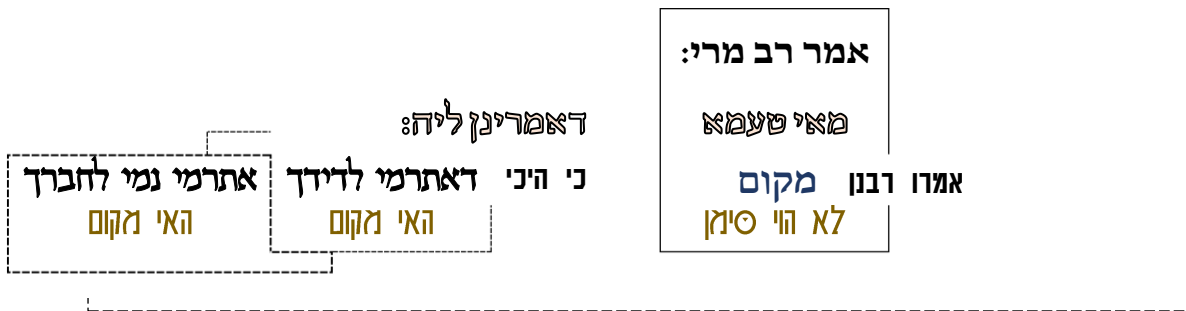 אמר רב מרי:
מאי טעמא
אמרו רבנן מקום
לא הוי סימן
דאמרינן ליה:
כי היכי דאתרמי לדידך אתרמי נמי לחברך
האי מקום האי מקום